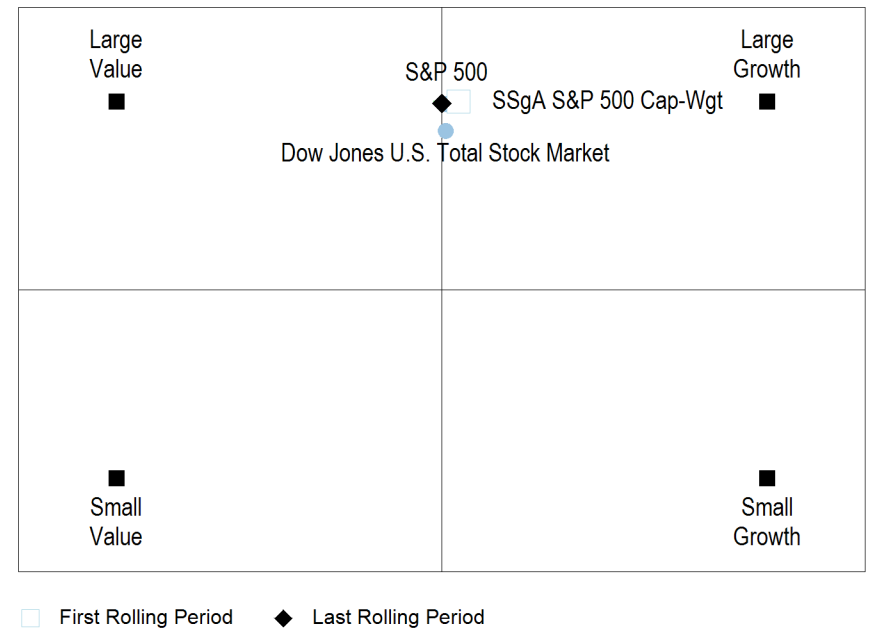 Large
Value
Large
Growth
S&P 500
SSgA S&P 500 Cap-Wgt
Dow Jones U.S. Total Stock Market
Small
Value
Small
Growth
First Rolling Period
Last Rolling Period